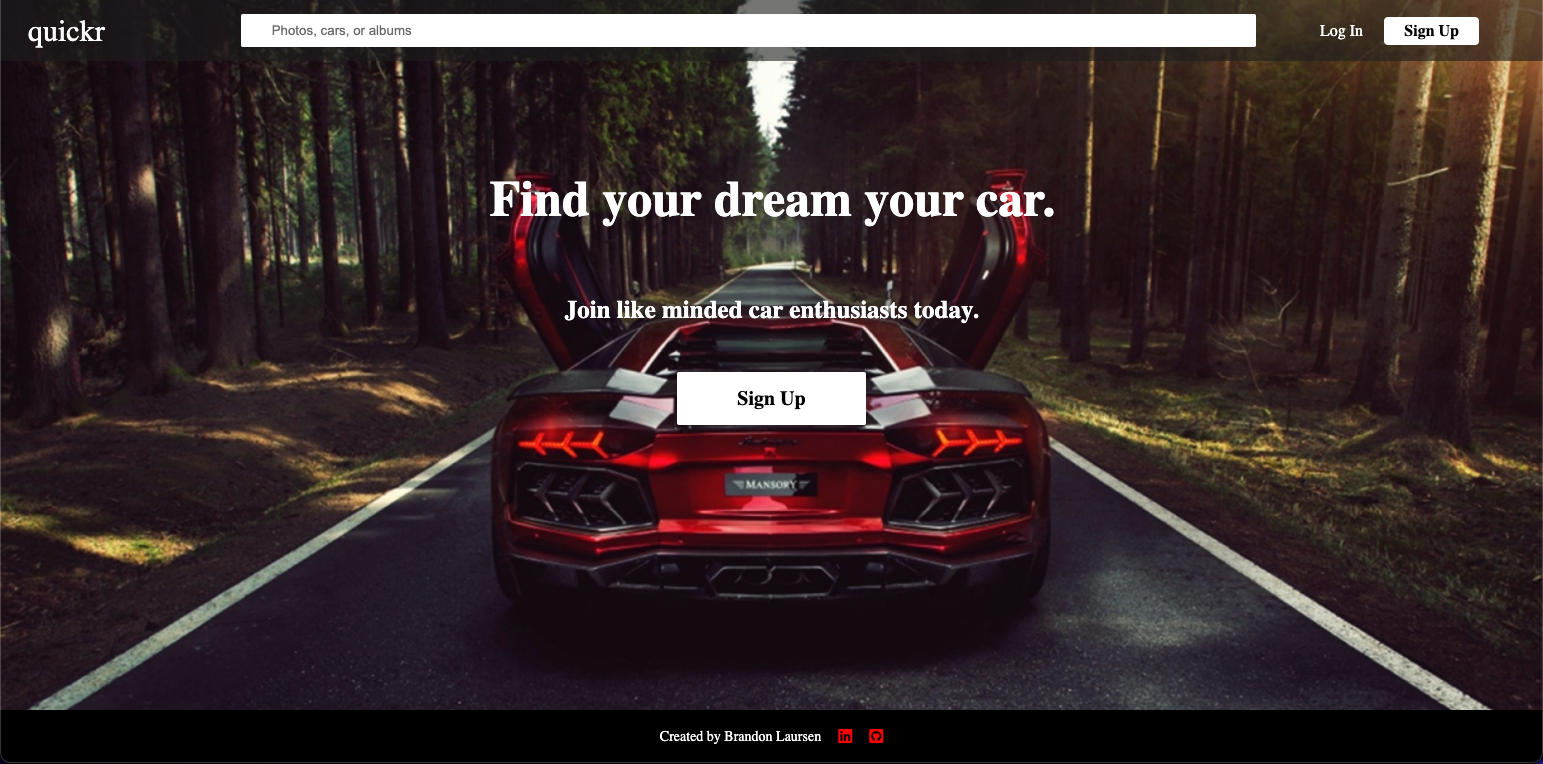 quickr
Photos, cars, or albums
Log In
Sign Up
Find your dream your car.
Join like minded car enthusiasts today.
Sign Up
MANSORY
Created by Brandon Laursen
in